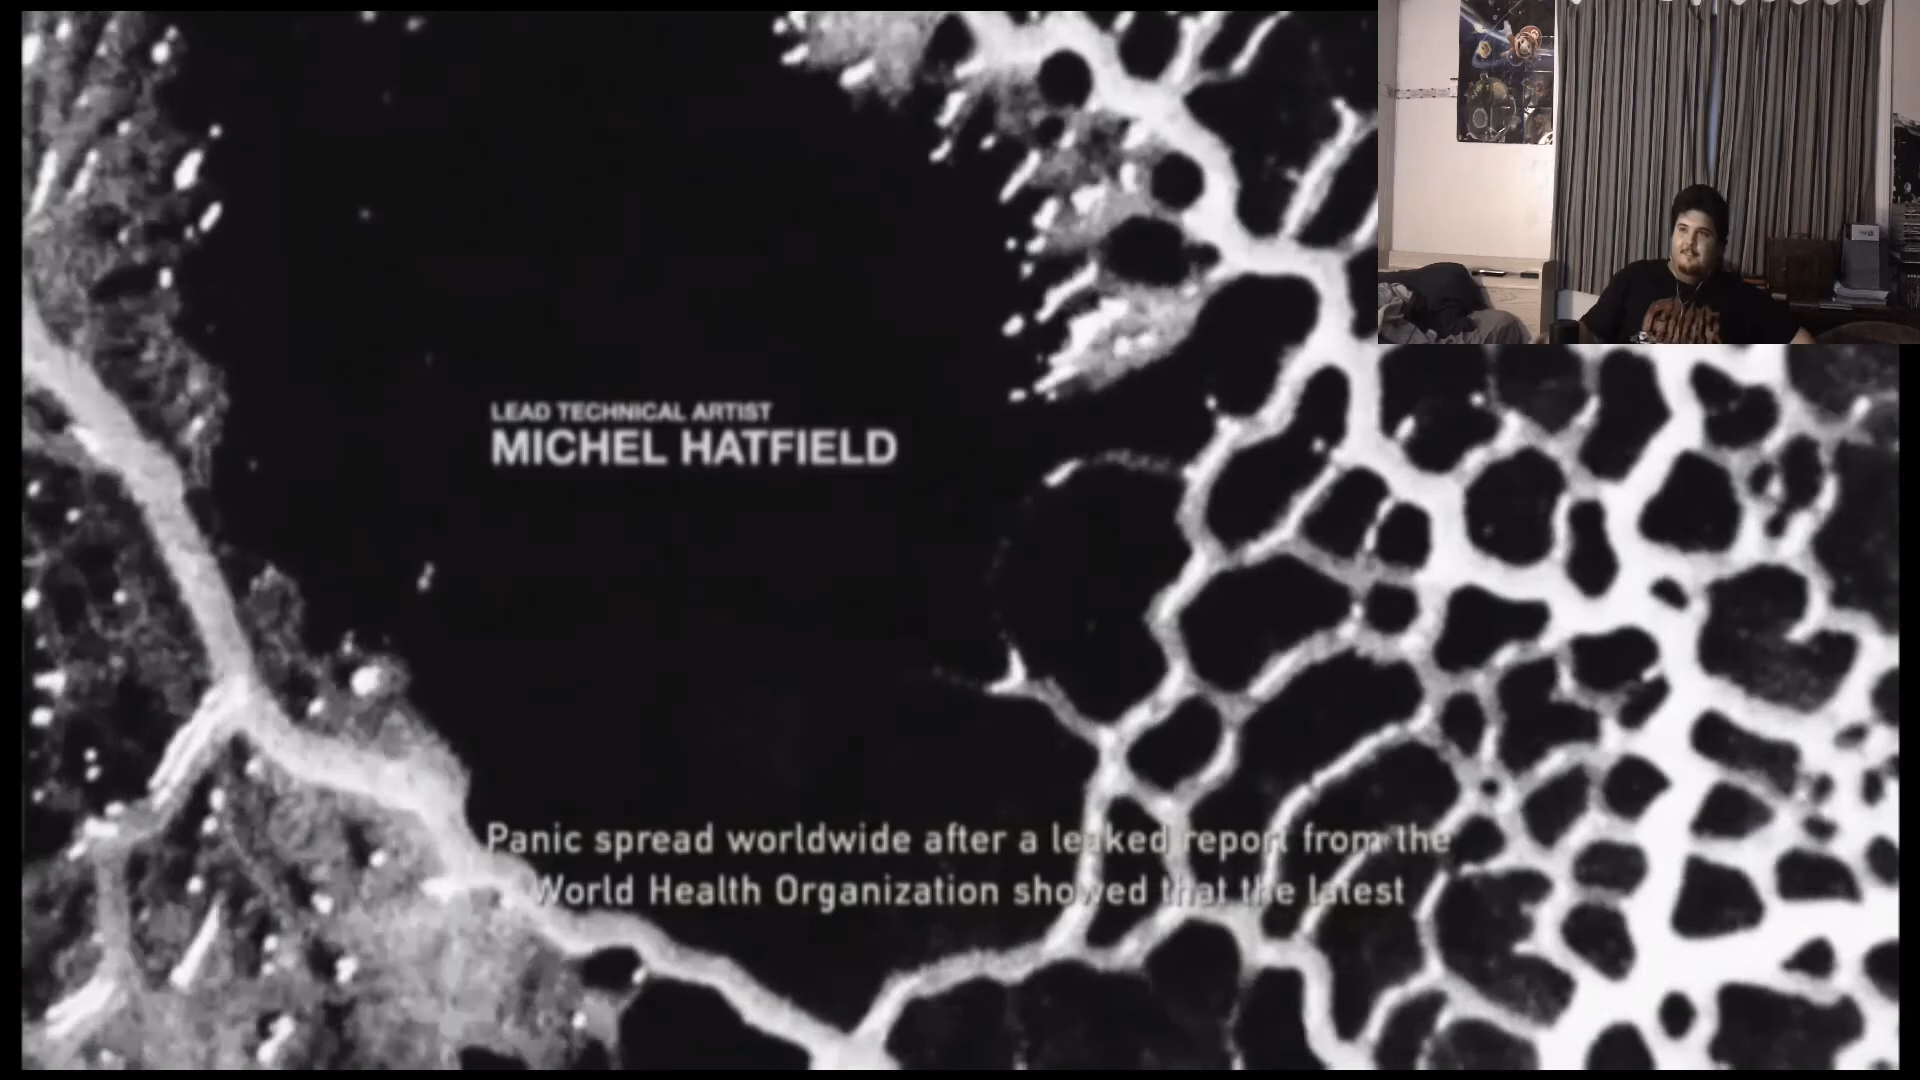 LEAD TECHNICAL ARTIST
MICHEL HATFIELD
Panic spread worldwide after a leaked report from the
World Health Organization showed that the latest